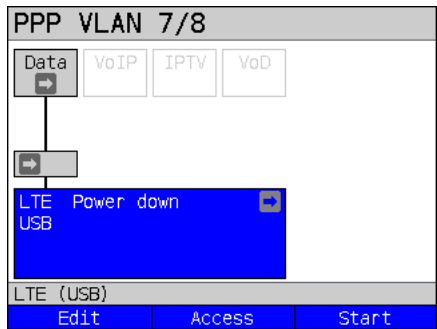 PPP VLAN 7/8
Data VoIP IPTV VoD
LTE Power down
USB
LTE (USB)
Edit Access Start